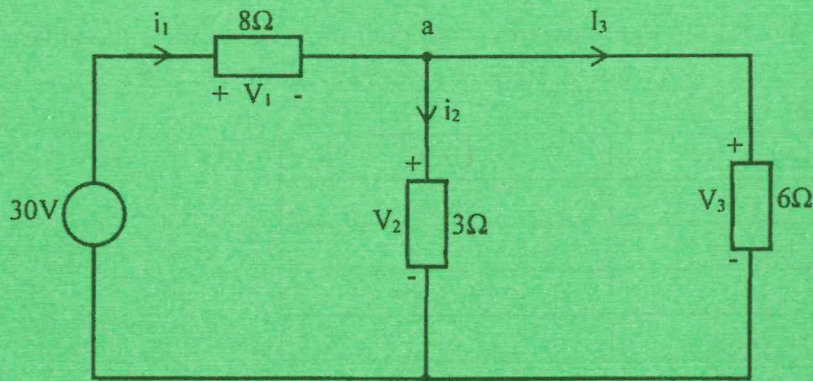 i₁ 8Ω a I₃
+ V₁ -
i₂
+ +
30V V₂ 3Ω V₃ 6Ω
- -